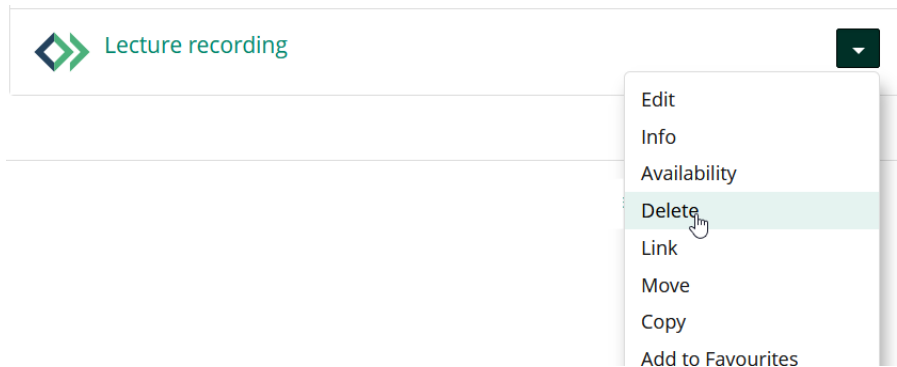 Lecture recording
Edit
Info
Availability
Delete
Link
Move
Copy
Add to Favourites